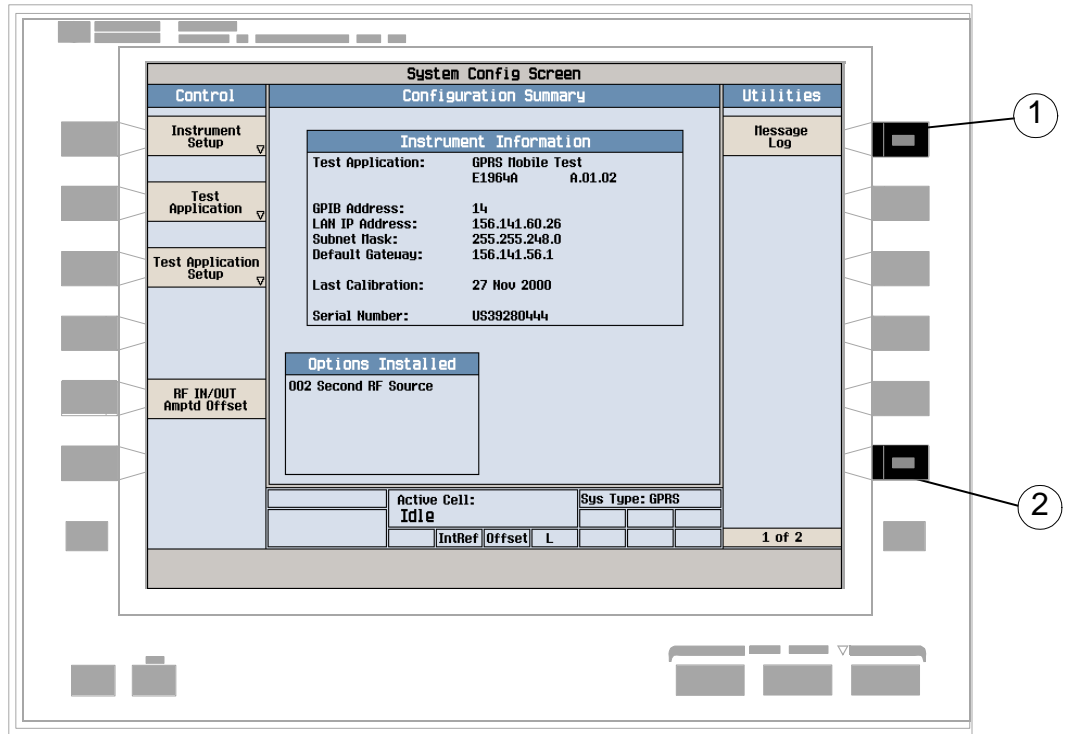 System Config Screen
Control
Configuration Summary
Utilities
Instrument
Setup
Test
Application
Test Application
Setup
RF IN/OUT
Amptd Offset
Instrument Information
Test Application: GPRS Mobile Test
E1964A A.01.02
GPIB Address: 14
LAN IP Address: 156.141.60.26
Subnet Mask: 255.255.248.0
Default Gateway: 156.141.56.1
Last Calibration: 27 Nov 2000
Serial Number: US39280444
Options Installed
002 Second RF Source
Message
Log
Active Cell:
Idle
Sys Type: GPRS
IntRef Offset L
1 of 2
1
2